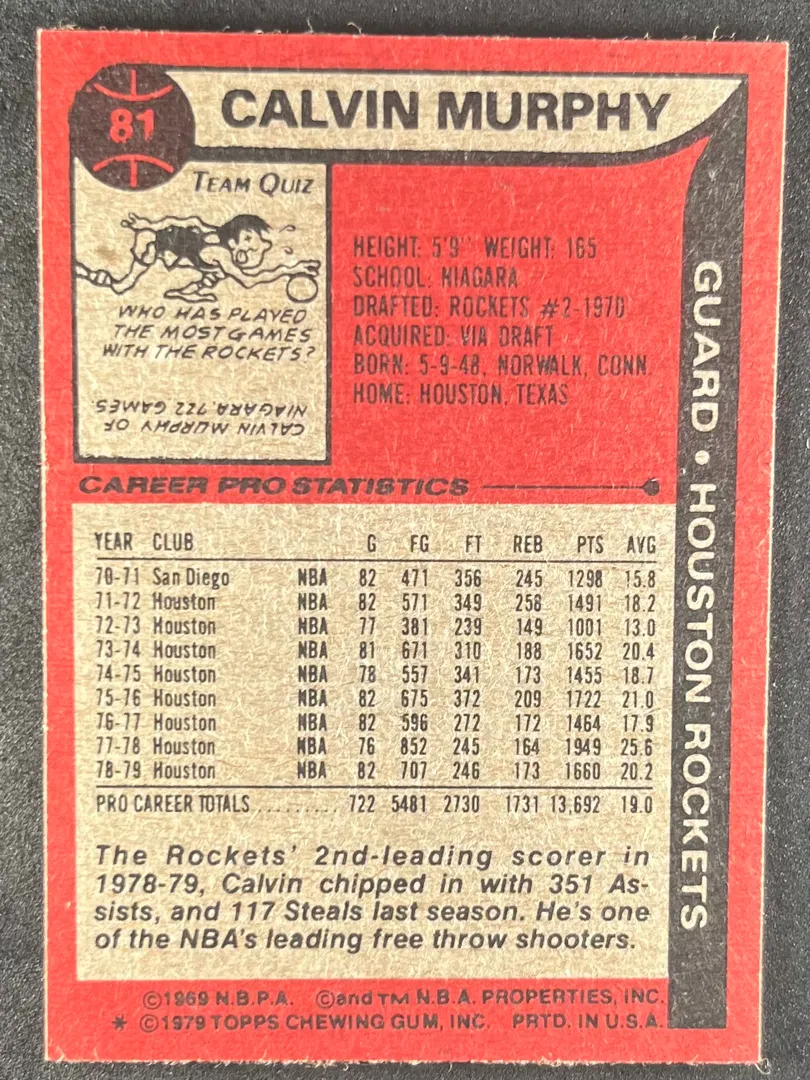 81
CALVIN MURPHY
TEAM QUIZ
WHO HAS PLAYED
THE MOST GAMES
WITH THE ROCKETS?
CALVIN MURPHY OF
NIAGARA. 722 GAMES.
HEIGHT: 5'9" WEIGHT: 165
SCHOOL: NIAGARA
DRAFTED: ROCKETS #2-1970
ACQUIRED: VIA DRAFT
BORN: 5-9-48, NORWALK, CONN.
HOME: HOUSTON, TEXAS
GUARD • HOUSTON ROCKETS
CAREER PRO STATISTICS
YEAR CLUB G FG FT REB PTS AVG
70-71 San Diego NBA 82 471 356 245 1298 15.8
71-72 Houston NBA 82 571 349 258 1491 18.2
72-73 Houston NBA 77 381 239 149 1001 13.0
73-74 Houston NBA 81 671 310 188 1652 20.4
74-75 Houston NBA 78 557 341 173 1455 18.7
75-76 Houston NBA 82 675 372 209 1722 21.0
76-77 Houston NBA 82 596 272 172 1464 17.9
77-78 Houston NBA 76 852 245 164 1949 25.6
78-79 Houston NBA 82 707 246 173 1660 20.2
PRO CAREER TOTALS .......... 722 5481 2730 1731 13,692 19.0
The Rockets' 2nd-leading scorer in
1978-79, Calvin chipped in with 351 As-
sists, and 117 Steals last season. He's one
of the NBA's leading free throw shooters.
©1969 N.B.P.A. ©and TM N.B.A. PROPERTIES, INC.
* ©1979 TOPPS CHEWING GUM, INC. PRTD. IN U.S.A.